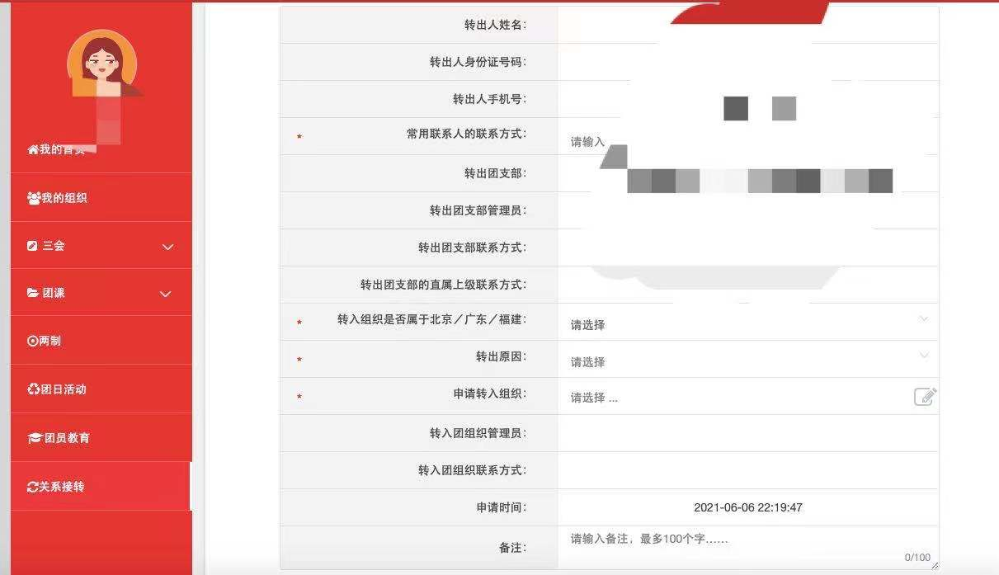 我的首页
我的组织
三会
团课
两制
团日活动
团员教育
关系接转
转出人姓名:
转出人身份证号码:
转出人手机号:
* 常用联系人的联系方式: 请输入
转出团支部:
转出团支部管理员:
转出团支部联系方式:
转出团支部的直属上级联系方式:
* 转入组织是否属于北京／广东／福建: 请选择
* 转出原因: 请选择
* 申请转入组织: 请选择 ...
转入团组织管理员:
转入团组织联系方式:
申请时间: 2021-06-06 22:19:47
备注: 请输入备注，最多100个字……
0/100